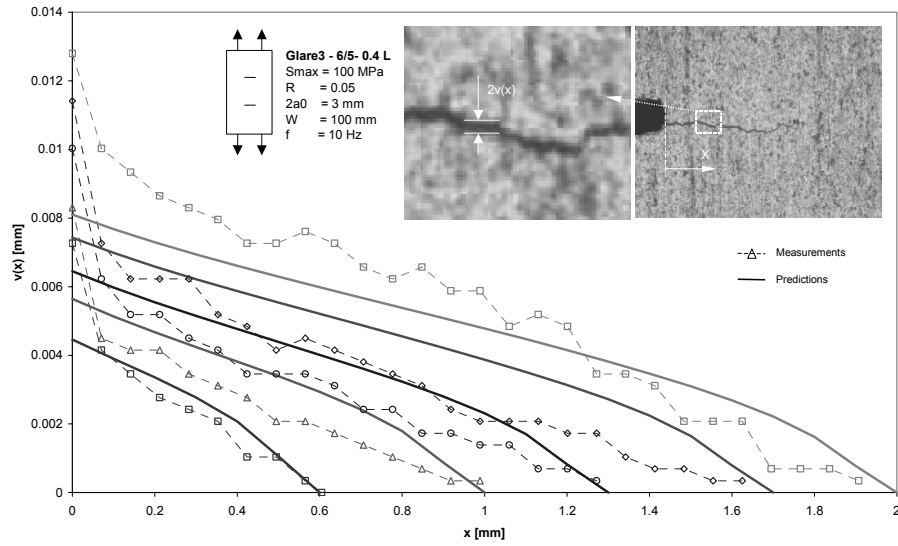 0.014
0.012
0.01
0.008
0.006
0.004
0.002
0
v(x) [mm]
Glare3 - 6/5- 0.4 L
Smax = 100 MPa
R = 0.05
2a0 = 3 mm
W = 100 mm
f = 10 Hz
2v(x)
X
Measurements
Predictions
0 0.2 0.4 0.6 0.8 1 1.2 1.4 1.6 1.8 2
x [mm]